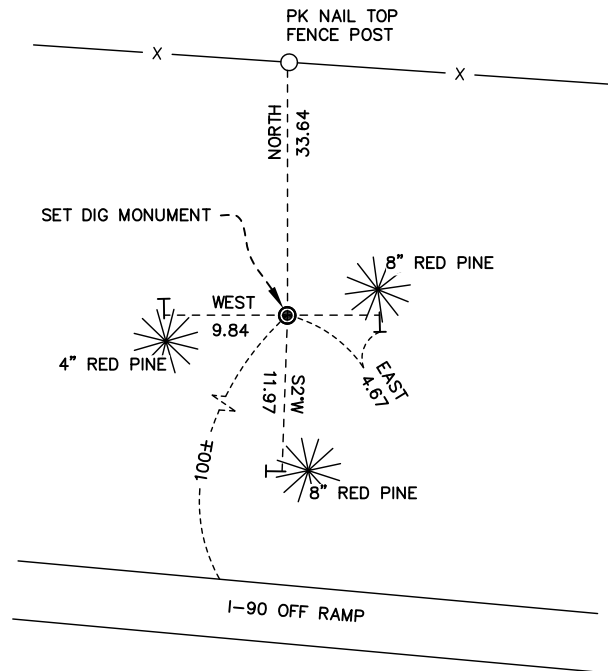 PK NAIL TOP
FENCE POST
X
X
NORTH
33.64
SET DIG MONUMENT
8" RED PINE
WEST
9.84
4" RED PINE
EAST
4.67
S2°W
11.97
100±
8" RED PINE
I-90 OFF RAMP